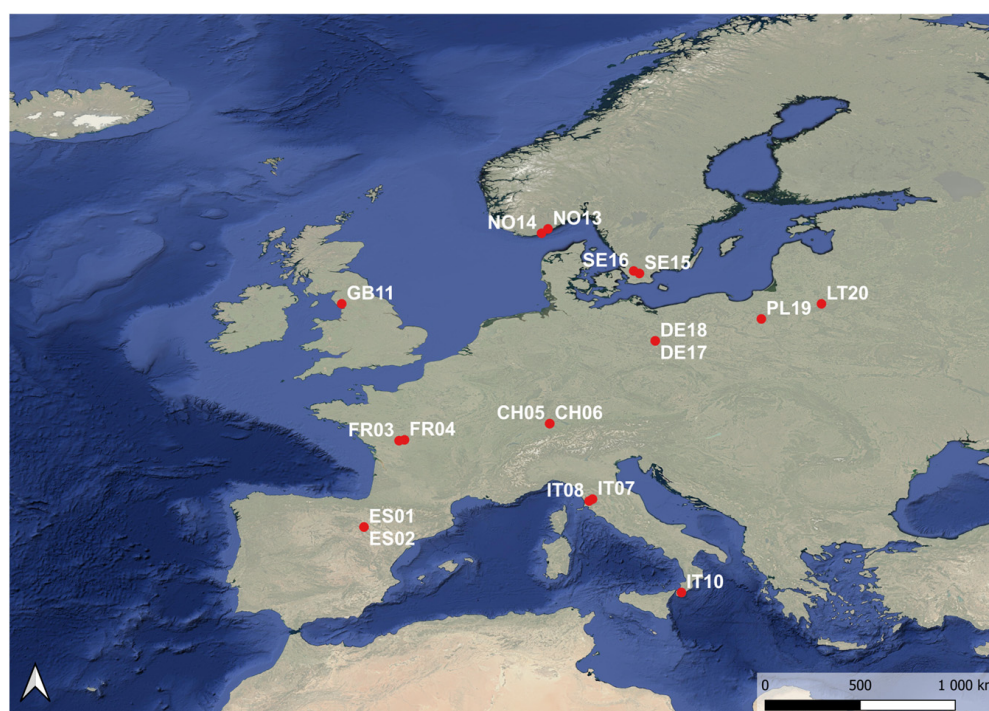 NO14 NO13
SE16 SE15
GB11
LT20
PL19
DE18
DE17
CH05 CH06
FR03 FR04
IT08 IT07
ES01
ES02
IT10
0 500 1 000 km